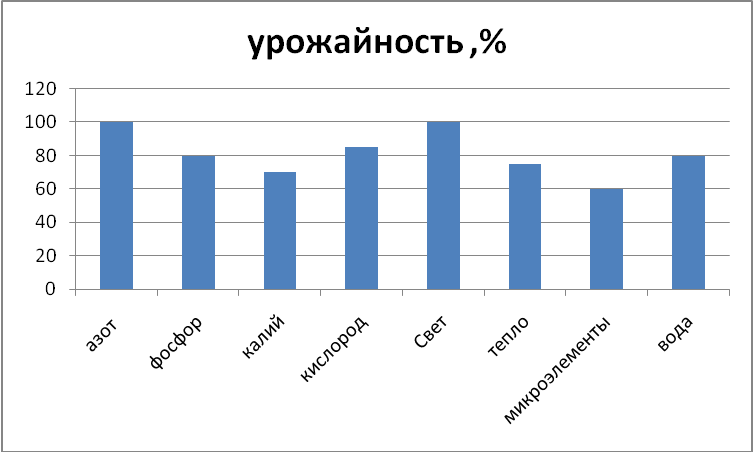 урожайность ,%
120
100
80
60
40
20
0
азот
фосфор
калий
кислород
Свет
тепло
микроэлементы
вода